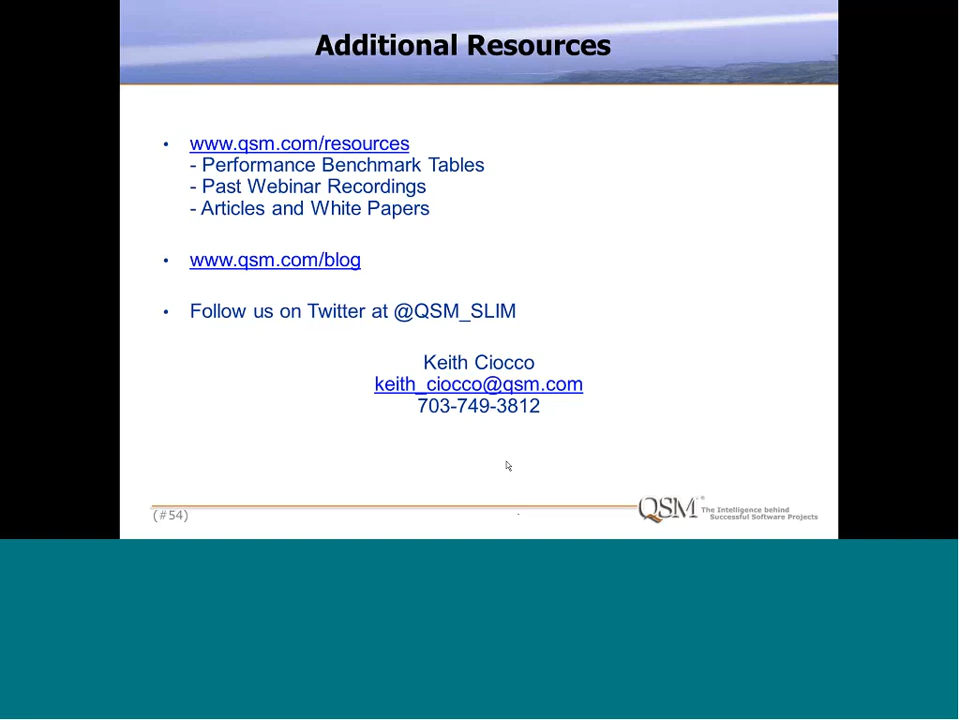 Additional Resources
• www.qsm.com/resources
- Performance Benchmark Tables
- Past Webinar Recordings
- Articles and White Papers
• www.qsm.com/blog
• Follow us on Twitter at @QSM_SLIM
Keith Ciocco
keith_ciocco@qsm.com
703-749-3812
(#54)
QSM® The Intelligence behind
Successful Software Projects